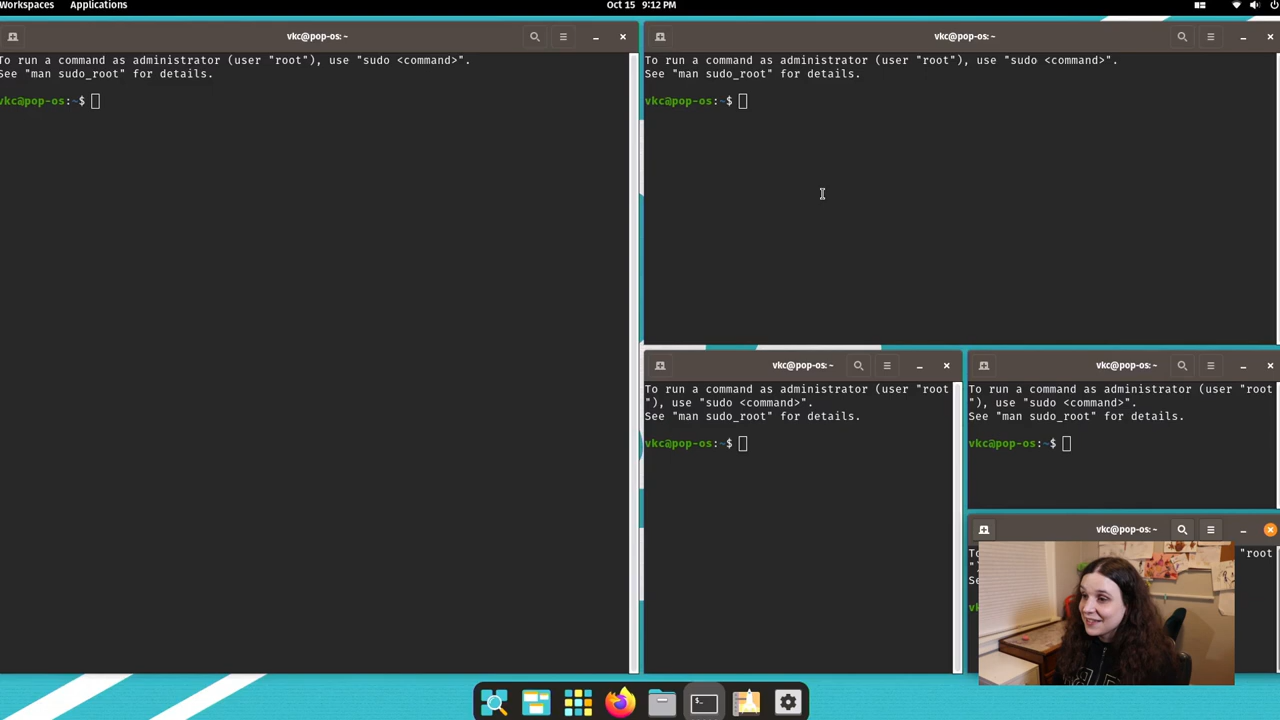 Workspaces Applications Oct 15 9:12 PM
vkc@pop-os: ~
To run a command as administrator (user "root"), use "sudo <command>".
See "man sudo_root" for details.
vkc@pop-os:~$
vkc@pop-os: ~
To run a command as administrator (user "root"), use "sudo <command>".
See "man sudo_root" for details.
vkc@pop-os:~$
vkc@pop-os: ~
To run a command as administrator (user "root
"), use "sudo <command>".
See "man sudo_root" for details.
vkc@pop-os:~$
vkc@pop-os: ~
To run a command as administrator (user "root
"), use "sudo <command>".
See "man sudo_root" for details.
vkc@pop-os:~$
vkc@pop-os: ~
"root